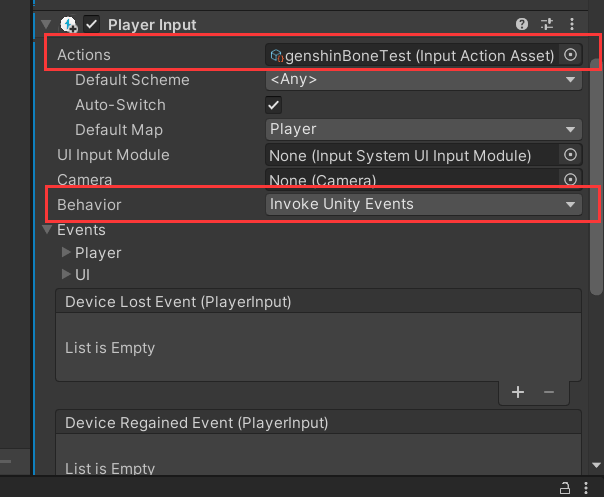 Player Input
Actions genshinBoneTest (Input Action Asset)
Default Scheme <Any>
Auto-Switch
Default Map Player
UI Input Module None (Input System UI Input Module)
Camera None (Camera)
Behavior Invoke Unity Events
Events
Player
UI
Device Lost Event (PlayerInput)
List is Empty
Device Regained Event (PlayerInput)
List is Empty